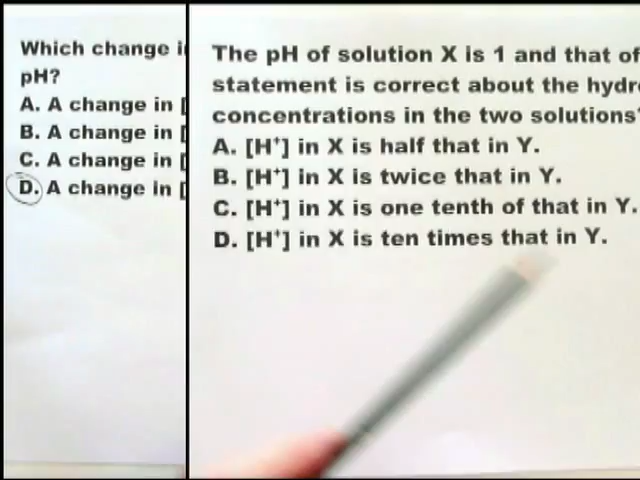 Which change i
pH?
A. A change in [
B. A change in [
C. A change in [
D. A change in [
The pH of solution X is 1 and that of
statement is correct about the hydro
concentrations in the two solutions?
A. [H⁺] in X is half that in Y.
B. [H⁺] in X is twice that in Y.
C. [H⁺] in X is one tenth of that in Y.
D. [H⁺] in X is ten times that in Y.